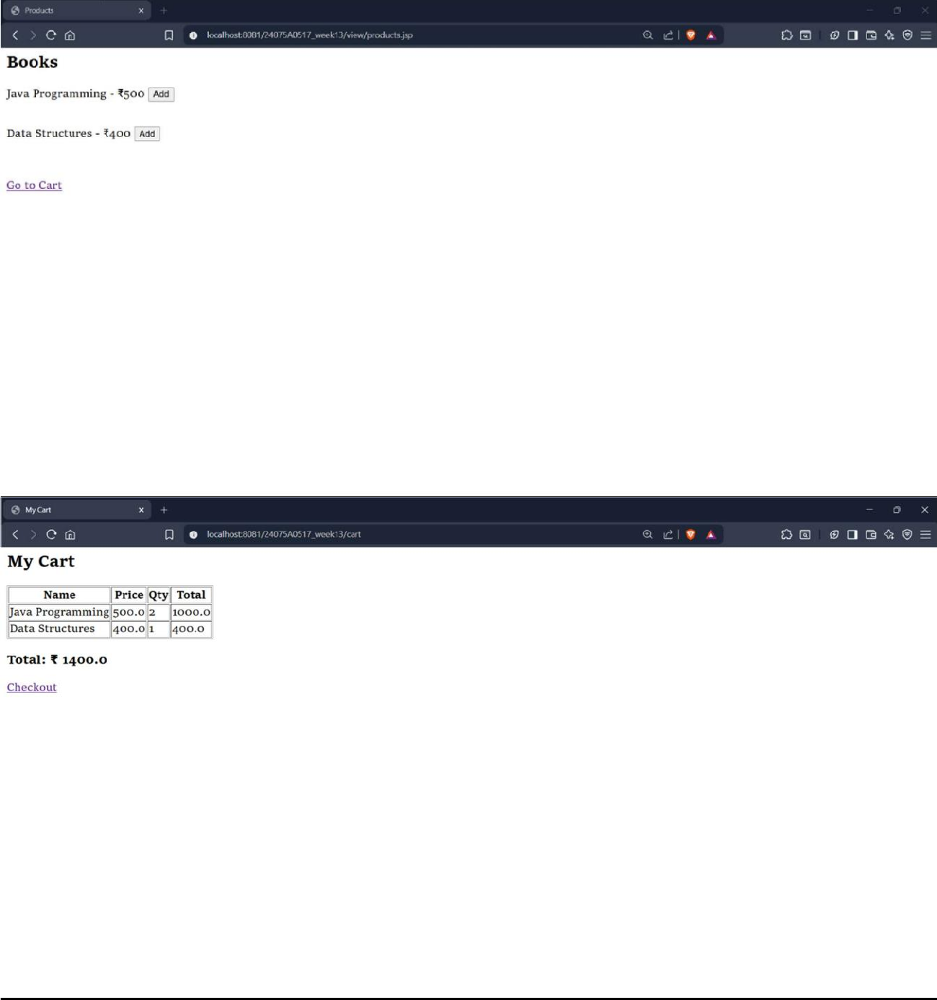 Products
localhost:8081/24075A0517_week13/view/products.jsp
Books
Java Programming - ₹500 Add
Data Structures - ₹400 Add
Go to Cart
My Cart
localhost:8081/24075A0517_week13/cart
My Cart
Name Price Qty Total
Java Programming 500.0 2 1000.0
Data Structures 400.0 1 400.0
Total: ₹ 1400.0
Checkout